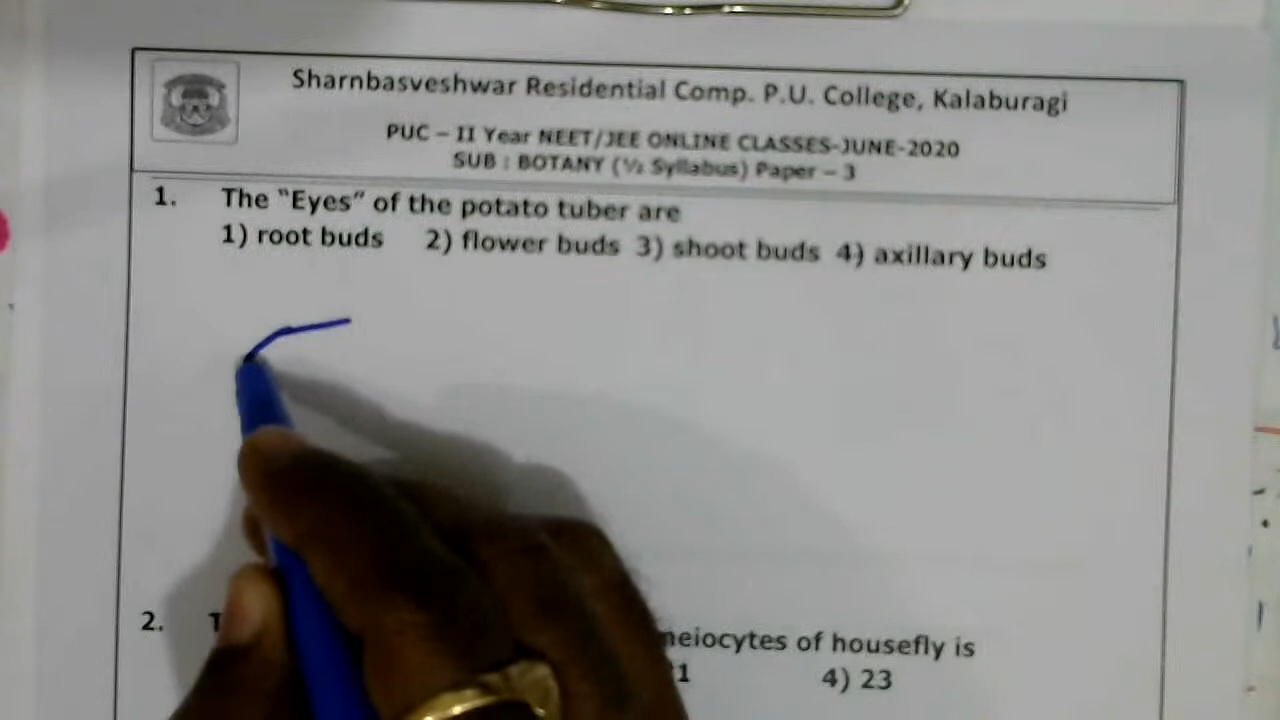 Sharnbasveshwar Residential Comp. P.U. College, Kalaburagi
PUC – II Year NEET/JEE ONLINE CLASSES-JUNE-2020
SUB : BOTANY (½ Syllabus) Paper – 3
1. The "Eyes" of the potato tuber are
1) root buds 2) flower buds 3) shoot buds 4) axillary buds
2. of housefly is
4) 23